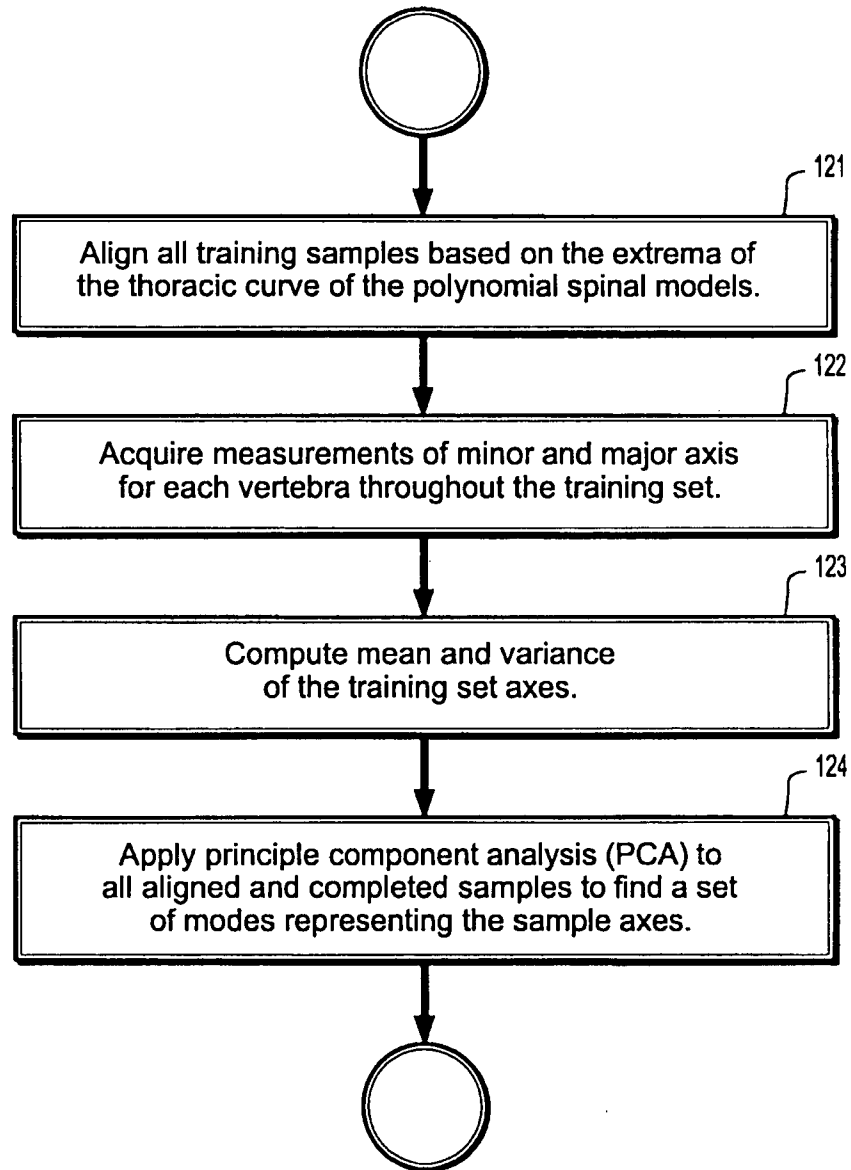 121
Align all training samples based on the extrema of
the thoracic curve of the polynomial spinal models.
122
Acquire measurements of minor and major axis
for each vertebra throughout the training set.
123
Compute mean and variance
of the training set axes.
124
Apply principle component analysis (PCA) to
all aligned and completed samples to find a set
of modes representing the sample axes.